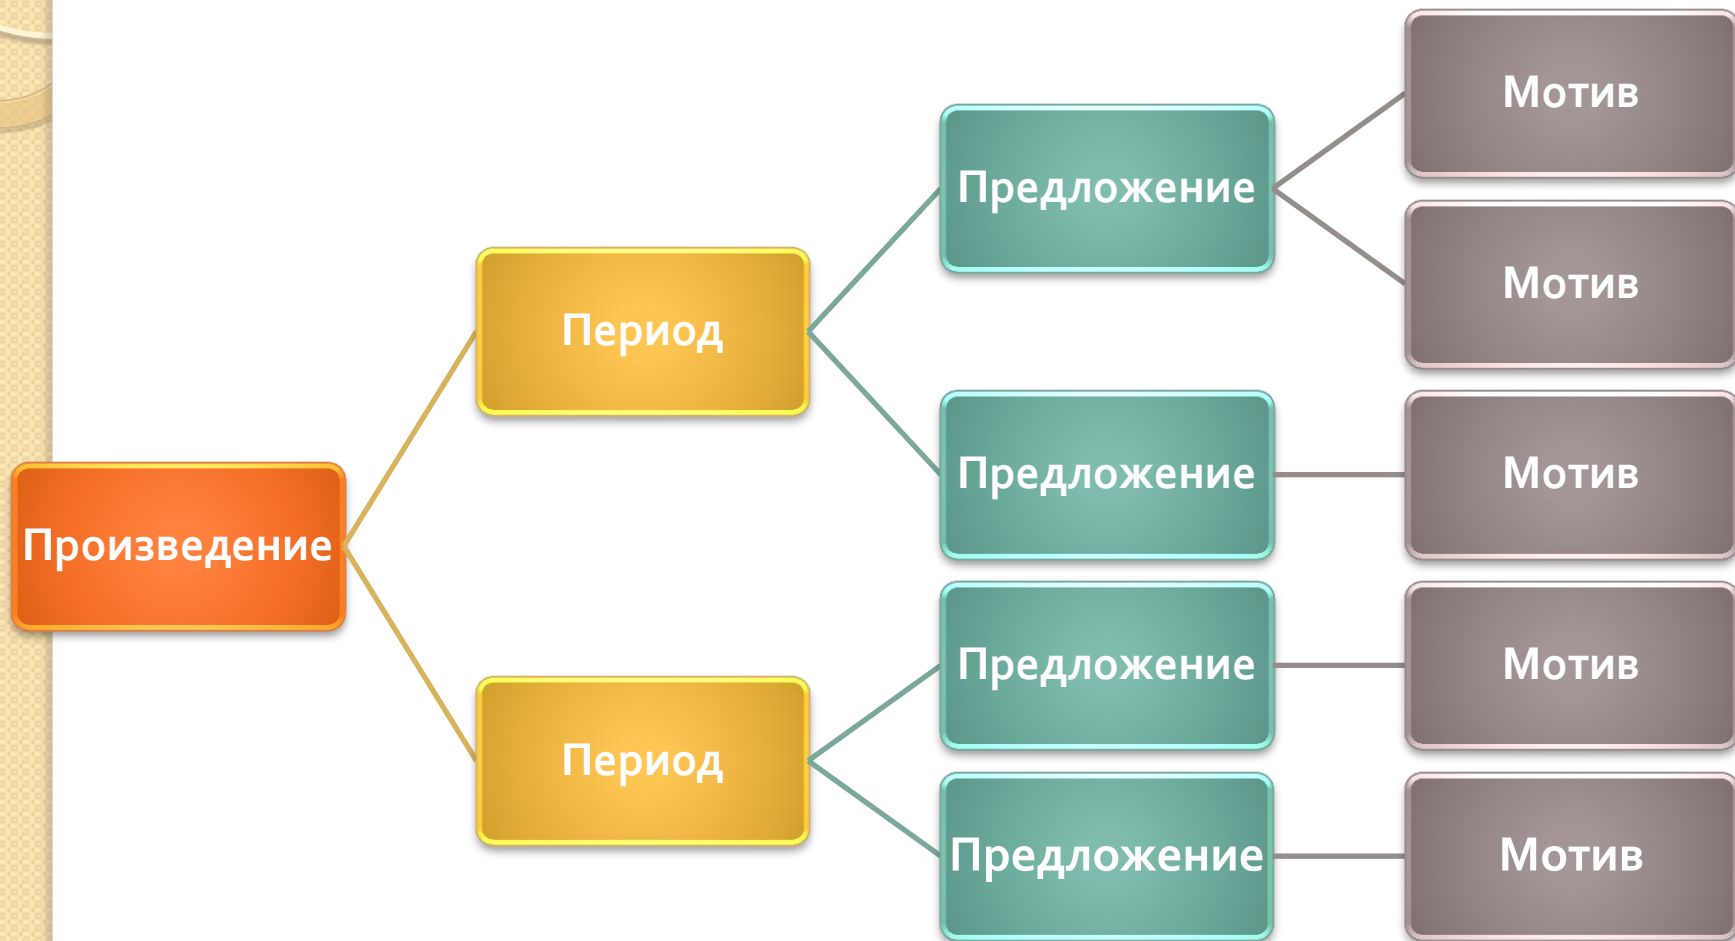 Произведение
Период
Предложение
Мотив
Мотив
Предложение
Мотив
Период
Предложение
Мотив
Предложение
Мотив